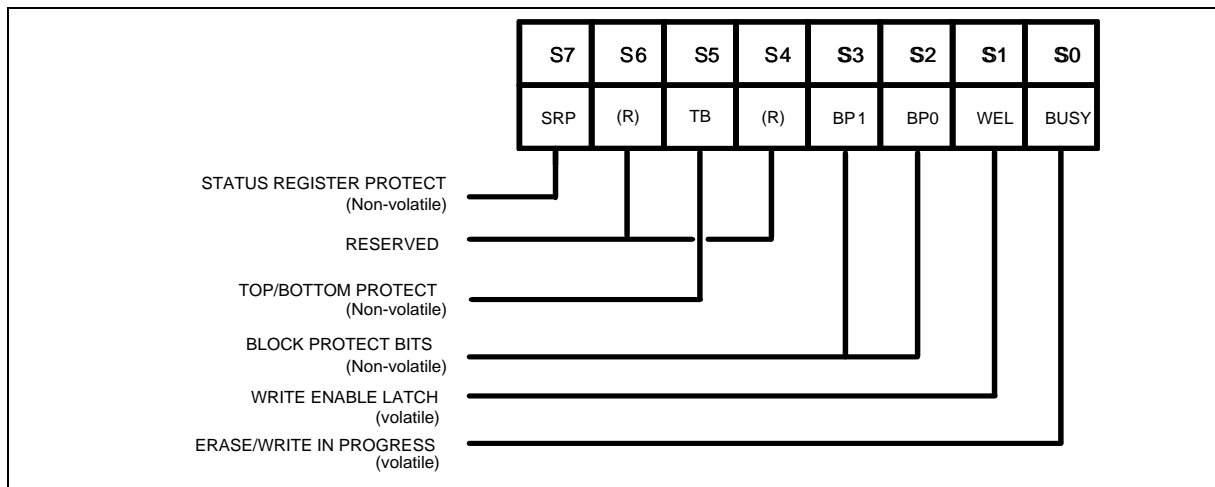 S7 S6 S5 S4 S3 S2 S1 S0
SRP (R) TB (R) BP1 BP0 WEL BUSY
STATUS REGISTER PROTECT
(Non-volatile)
RESERVED
TOP/BOTTOM PROTECT
(Non-volatile)
BLOCK PROTECT BITS
(Non-volatile)
WRITE ENABLE LATCH
(volatile)
ERASE/WRITE IN PROGRESS
(volatile)